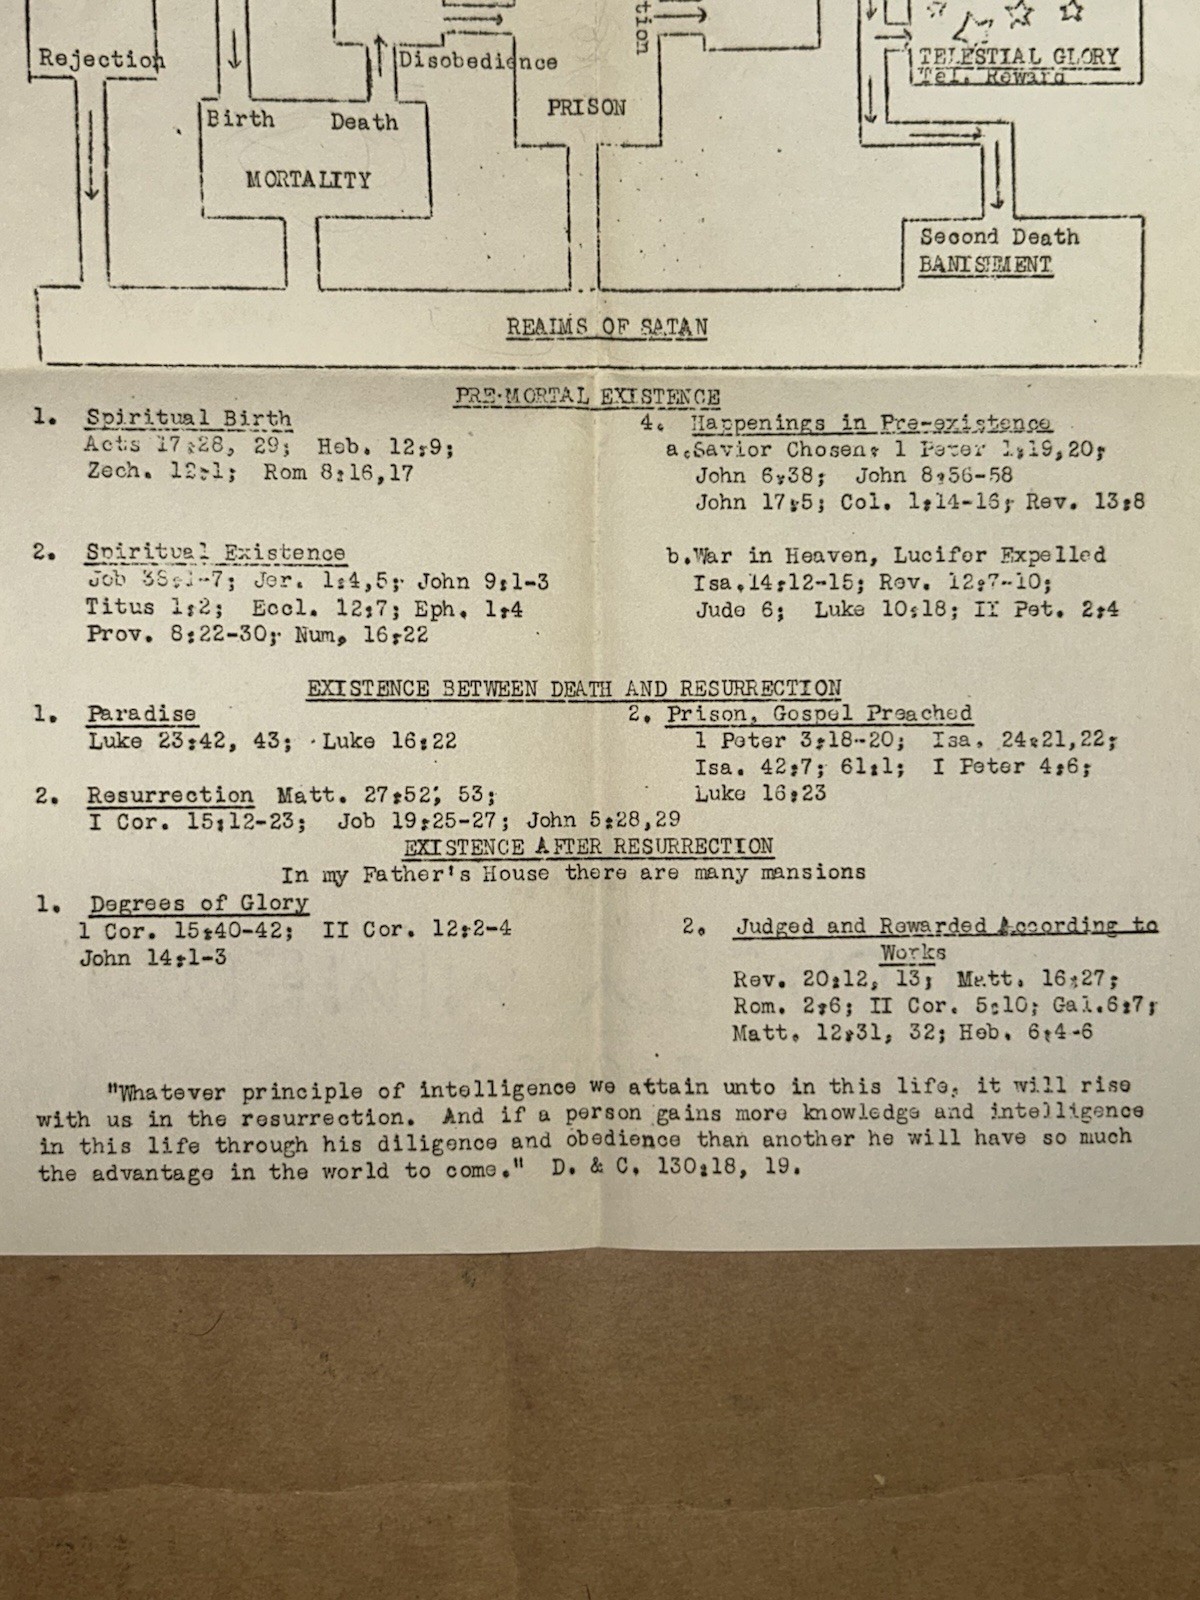 tion
Rejection
Disobedience
TELESTIAL GLORY
Tel. Reward
PRISON
Birth Death
MORTALITY
Second Death
BANISHMENT
REALMS OF SATAN
PRE-MORTAL EXISTENCE
1. Spiritual Birth
Acts 17:28, 29; Heb. 12:9;
Zech. 12:1; Rom 8:16,17
4. Happenings in Pre-existence
a.Savior Chosen: 1 Peter 1:19,20;
John 6:38; John 8:56-58
John 17:5; Col. 1:14-16; Rev. 13:8
2. Spiritual Existence
Job 38:1-7; Jer. 1:4,5; John 9:1-3
Titus 1:2; Eccl. 12:7; Eph. 1:4
Prov. 8:22-30; Num. 16:22
b.War in Heaven, Lucifer Expelled
Isa.14:12-15; Rev. 12:7-10;
Jude 6; Luke 10:18; II Pet. 2:4
EXISTENCE BETWEEN DEATH AND RESURRECTION
1. Paradise
Luke 23:42, 43; Luke 16:22
2. Prison, Gospel Preached
1 Peter 3:18-20; Isa. 24:21,22;
Isa. 42:7; 61:1; I Peter 4:6;
Luke 16:23
2. Resurrection Matt. 27:52, 53;
I Cor. 15:12-23; Job 19:25-27; John 5:28,29
EXISTENCE AFTER RESURRECTION
In my Father's House there are many mansions
1. Degrees of Glory
1 Cor. 15:40-42; II Cor. 12:2-4
John 14:1-3
2. Judged and Rewarded According to
Works
Rev. 20:12, 13; Matt. 16:27;
Rom. 2:6; II Cor. 5:10; Gal.6:7;
Matt. 12:31, 32; Heb. 6:4-6
"Whatever principle of intelligence we attain unto in this life, it will rise
with us in the resurrection. And if a person gains more knowledge and intelligence
in this life through his diligence and obedience than another he will have so much
the advantage in the world to come." D. & C. 130:18, 19.